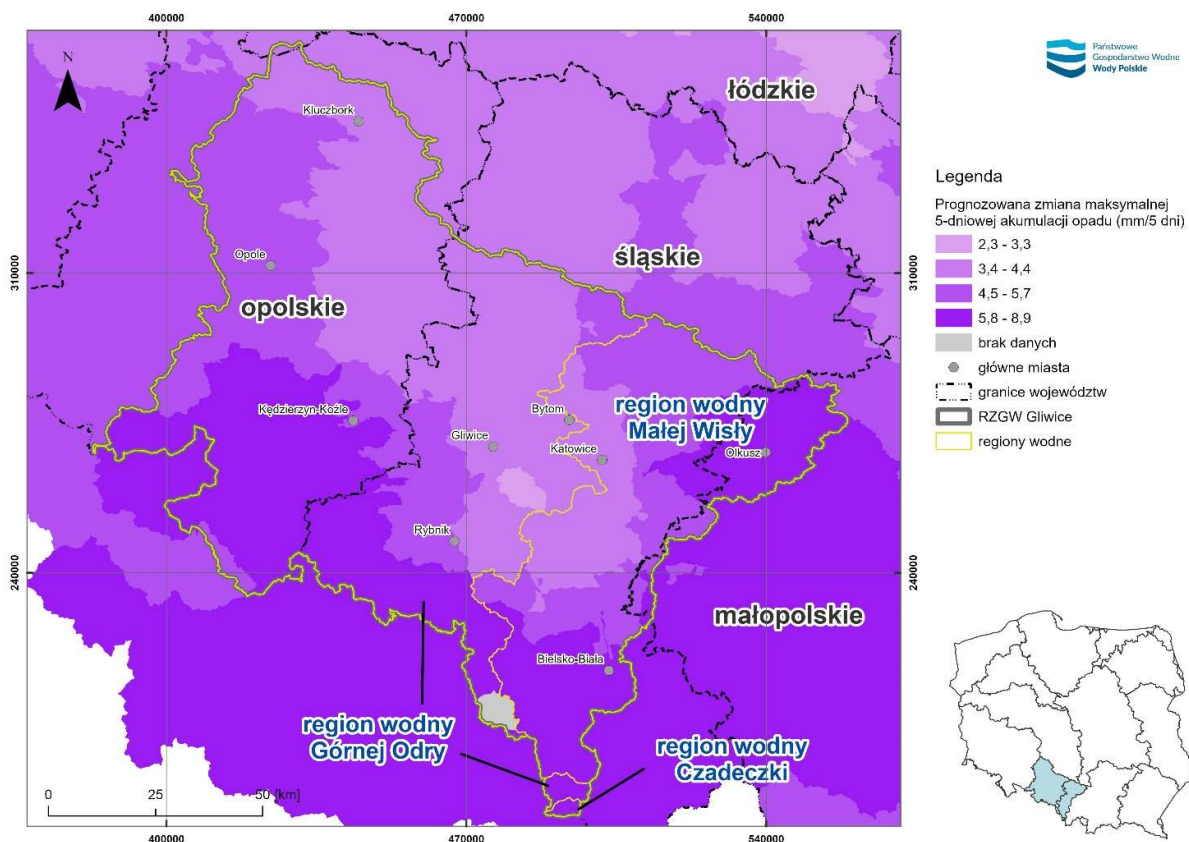 400000
470000
540000
Państwowe
Gospodarstwo Wodne
Wody Polskie
N
łódzkie
Kluczbork
Legenda
Prognozowana zmiana maksymalnej
5-dniowej akumulacji opadu (mm/5 dni)
2,3 - 3,3
3,4 - 4,4
4,5 - 5,7
5,8 - 8,9
brak danych
główne miasta
granice województw
RZGW Gliwice
regiony wodne
Opole
śląskie
310000
310000
opolskie
Kędzierzyn-Koźle
Bytom
region wodny
Małej Wisły
Gliwice
Katowice
Olkusz
Rybnik
240000
240000
małopolskie
Bielsko-Biała
region wodny
Górnej Odry
region wodny
Czadeczki
0
25
50 [km]
400000
470000
540000